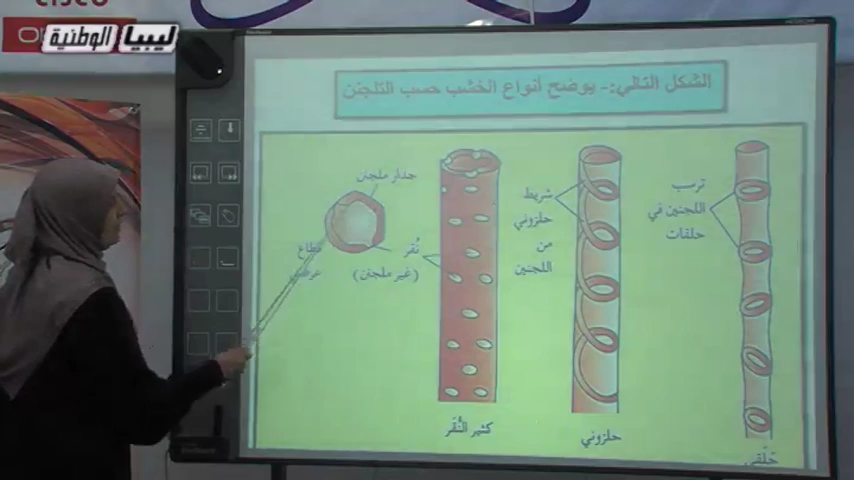 cisco
ليبيا الوطنية
الشكل التالي:- يوضح أنواع الخشب حسب التلجنن
ترسب
اللجنين في
حلقات
شريط
حلزوني
من
اللجنين
جدار ملجنن
نُقر
(غير ملجنن)
قطاع
عرضي
حلقي
حلزوني
كثير النُقر